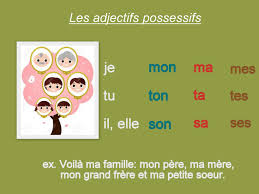 Les adjectifs possessifs
je mon ma mes
tu ton ta tes
il, elle son sa ses
ex. Voilà ma famille: mon père, ma mère,
mon grand frère et ma petite soeur.